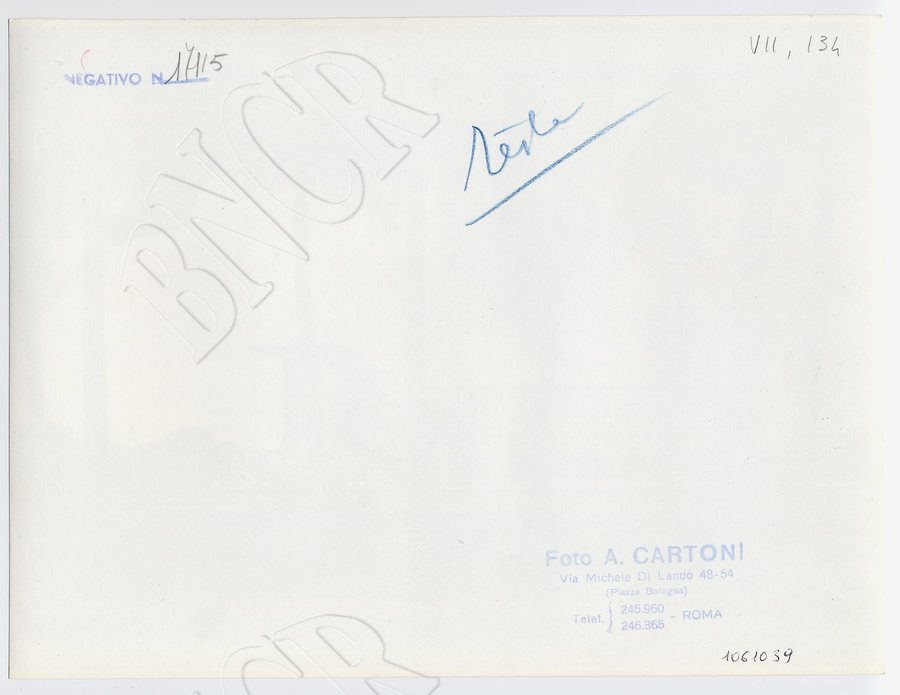 NEGATIVO N. 17115
VII, 134
BNCR
Foto A. CARTONI
Via Michele Di Lando 48-54
(Piazza Bologna)
Telef. { 245.960
246.365 - ROMA
1061039
BNCR